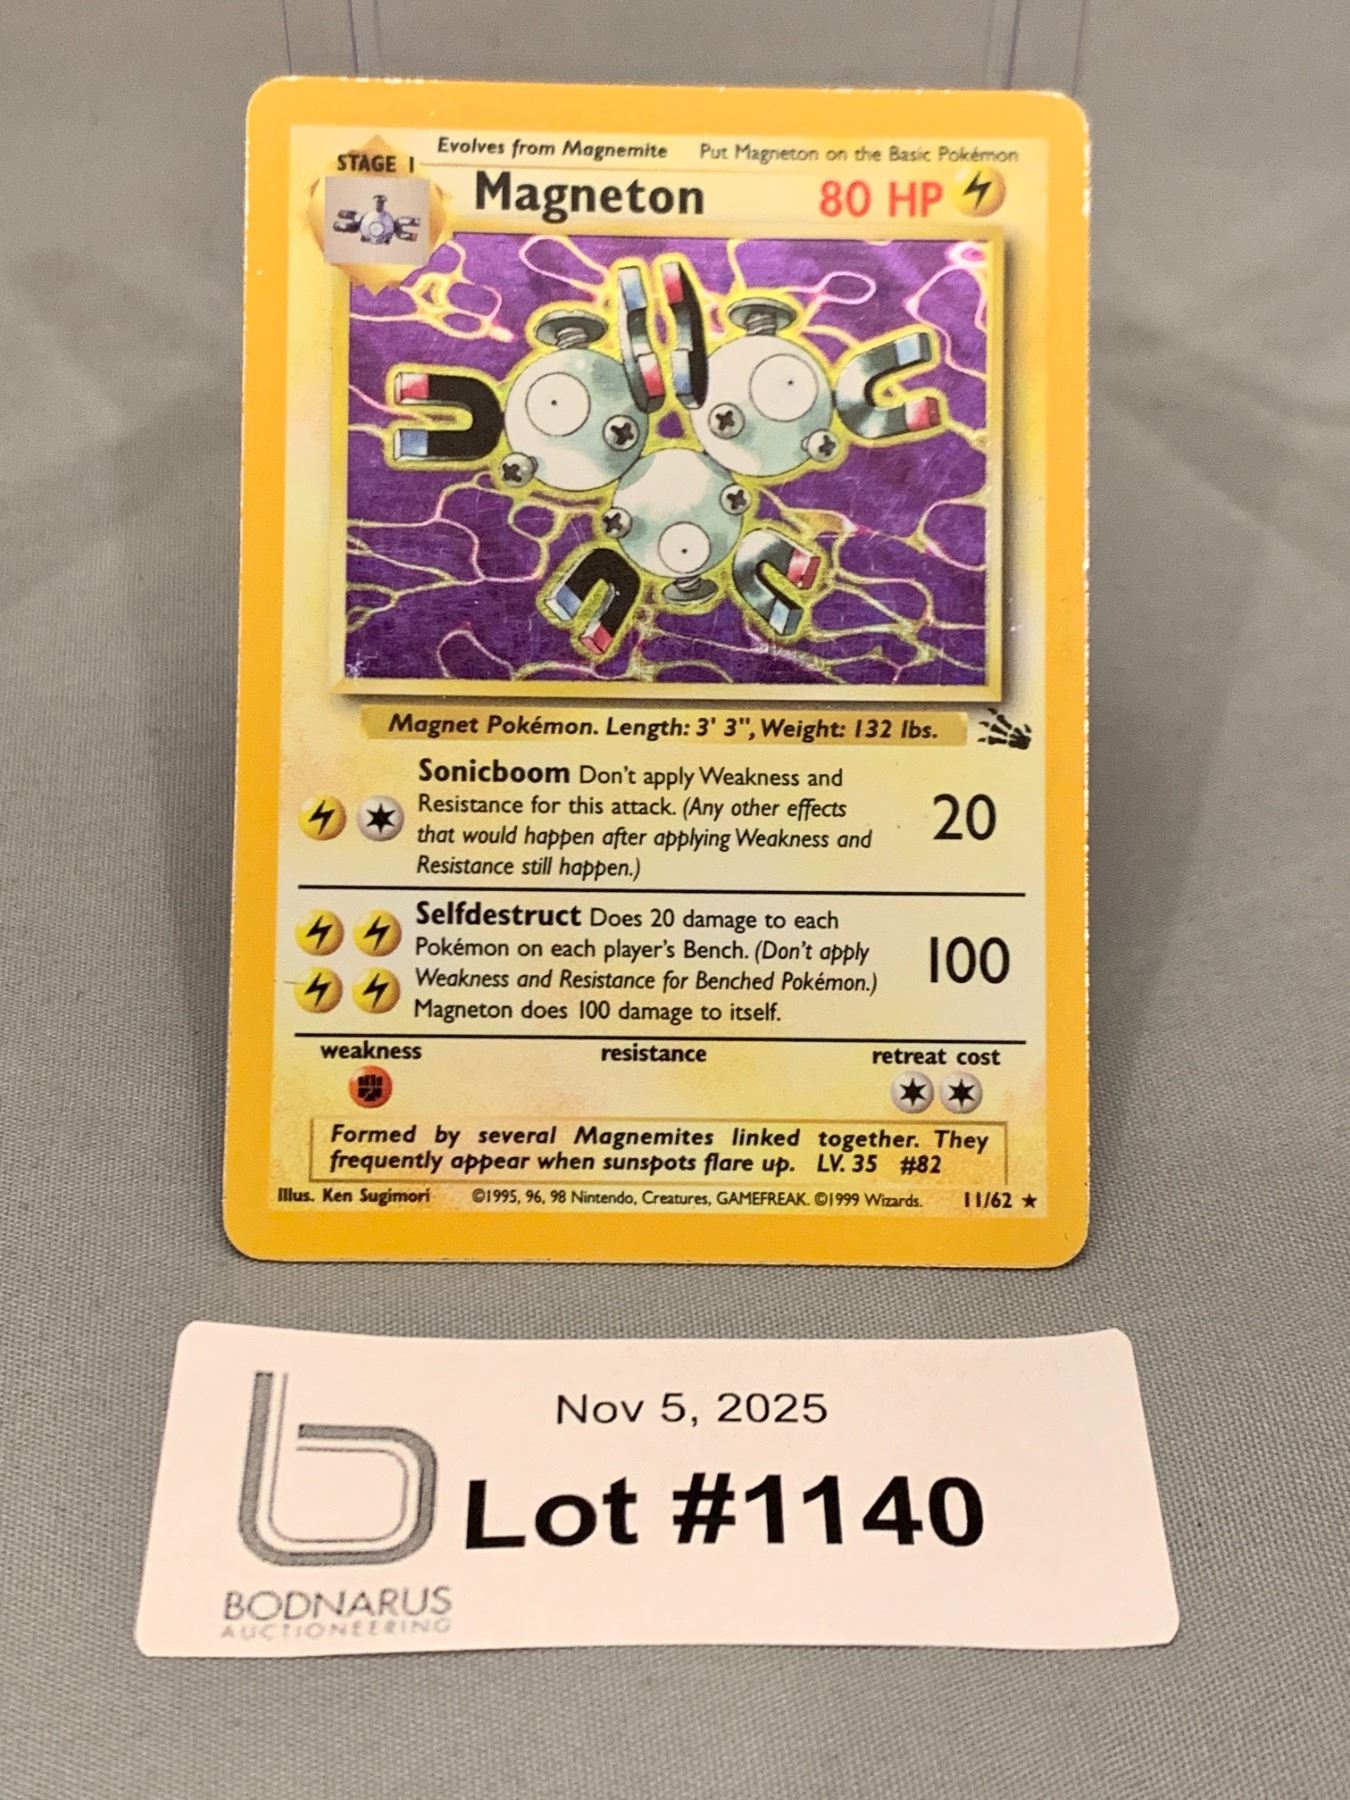 Evolves from Magnemite Put Magneton on the Basic Pokémon
STAGE 1
Magneton 80 HP
Magnet Pokémon. Length: 3' 3", Weight: 132 lbs.
Sonicboom Don't apply Weakness and
Resistance for this attack. (Any other effects
that would happen after applying Weakness and
Resistance still happen.)
20
Selfdestruct Does 20 damage to each
Pokémon on each player's Bench. (Don't apply
Weakness and Resistance for Benched Pokémon.)
Magneton does 100 damage to itself.
100
weakness resistance retreat cost
Formed by several Magnemites linked together. They
frequently appear when sunspots flare up. LV. 35 #82
Illus. Ken Sugimori ©1995, 96, 98 Nintendo, Creatures, GAMEFREAK. ©1999 Wizards. 11/62 ★
Nov 5, 2025
Lot #1140
BODNARUS
AUCTIONEERING